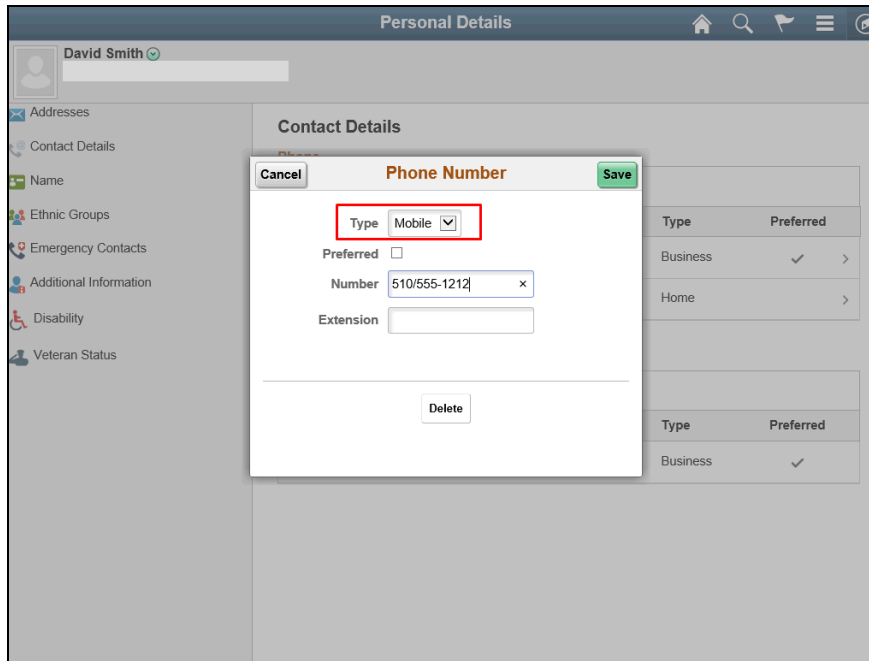 Personal Details
David Smith
Addresses
Contact Details
Name
Ethnic Groups
Emergency Contacts
Additional Information
Disability
Veteran Status
Contact Details
Phone
Cancel
Phone Number
Save
Type Mobile
Preferred
Number 510/555-1212 ×
Extension
Delete
Type Preferred
Business
Home
Type Preferred
Business